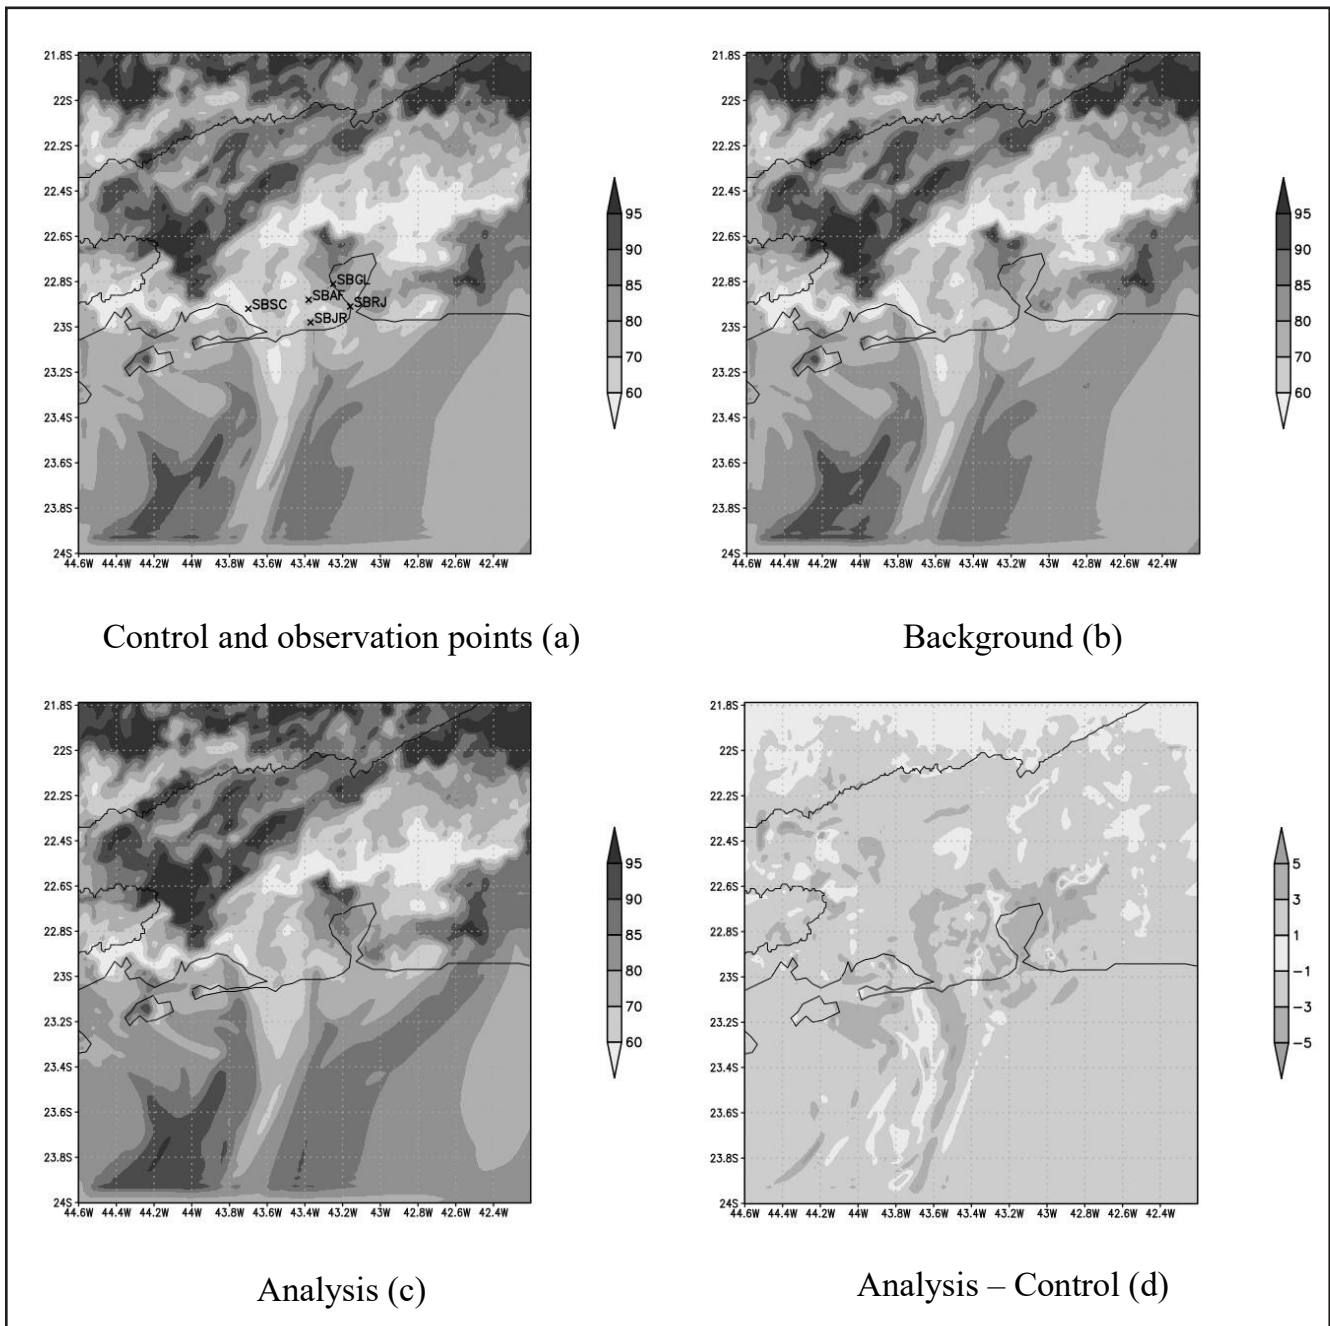 21.8S
22S
22.2S
22.4S
22.6S
22.8S
23S
23.2S
23.4S
23.6S
23.8S
24S
44.6W 44.4W 44.2W 44W 43.8W 43.6W 43.4W 43.2W 43W 42.8W 42.6W 42.4W
SBGL
SBAF
SBSC
SBRJ
SBJR
95
90
85
80
70
60
Control and observation points (a)
21.8S
22S
22.2S
22.4S
22.6S
22.8S
23S
23.2S
23.4S
23.6S
23.8S
24S
44.6W 44.4W 44.2W 44W 43.8W 43.6W 43.4W 43.2W 43W 42.8W 42.6W 42.4W
95
90
85
80
70
60
Background (b)
21.8S
22S
22.2S
22.4S
22.6S
22.8S
23S
23.2S
23.4S
23.6S
23.8S
24S
44.6W 44.4W 44.2W 44W 43.8W 43.6W 43.4W 43.2W 43W 42.8W 42.6W 42.4W
95
90
85
80
70
60
Analysis (c)
21.8S
22S
22.2S
22.4S
22.6S
22.8S
23S
23.2S
23.4S
23.6S
23.8S
24S
44.6W 44.4W 44.2W 44W 43.8W 43.6W 43.4W 43.2W 43W 42.8W 42.6W 42.4W
5
3
1
−1
−3
−5
Analysis – Control (d)